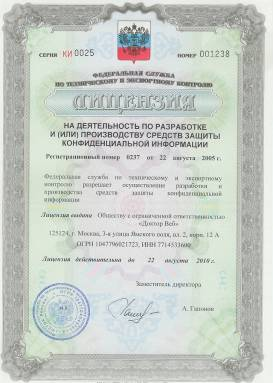 СЕРИЯ КИ 0025 НОМЕР 001238
ФЕДЕРАЛЬНАЯ СЛУЖБА
ПО ТЕХНИЧЕСКОМУ И ЭКСПОРТНОМУ КОНТРОЛЮ
ЛИЦЕНЗИЯ
НА ДЕЯТЕЛЬНОСТЬ ПО РАЗРАБОТКЕ
И (ИЛИ) ПРОИЗВОДСТВУ СРЕДСТВ ЗАЩИТЫ
КОНФИДЕНЦИАЛЬНОЙ ИНФОРМАЦИИ
Регистрационный номер 0237 от 22 августа 2005 г.
Федеральная служба по техническому и экспортному
контролю разрешает осуществление разработки и
производства средств защиты конфиденциальной
информации
Лицензия выдана Обществу с ограниченной ответственностью
«Доктор Веб»
125124, г. Москва, 3-я улица Ямского поля, вл. 2, корп. 12 А
ОГРН 1047796021723, ИНН 7714533600
Лицензия действительна до 22 августа 2010 г.
Заместитель директора
А. Гапонов